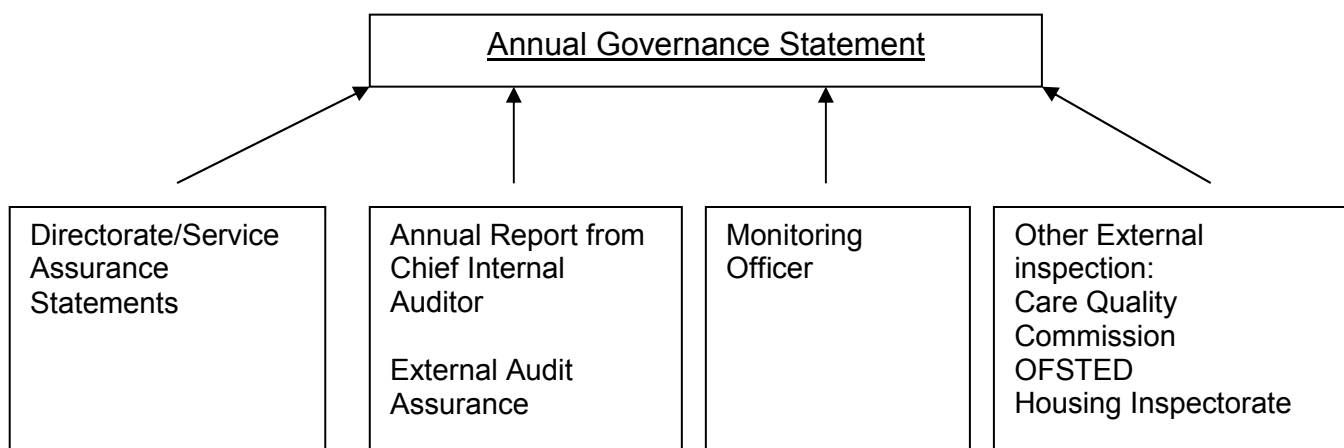 Annual Governance Statement
Directorate/Service
Assurance
Statements
Annual Report from
Chief Internal
Auditor
External Audit
Assurance
Monitoring
Officer
Other External
inspection:
Care Quality
Commission
OFSTED
Housing Inspectorate